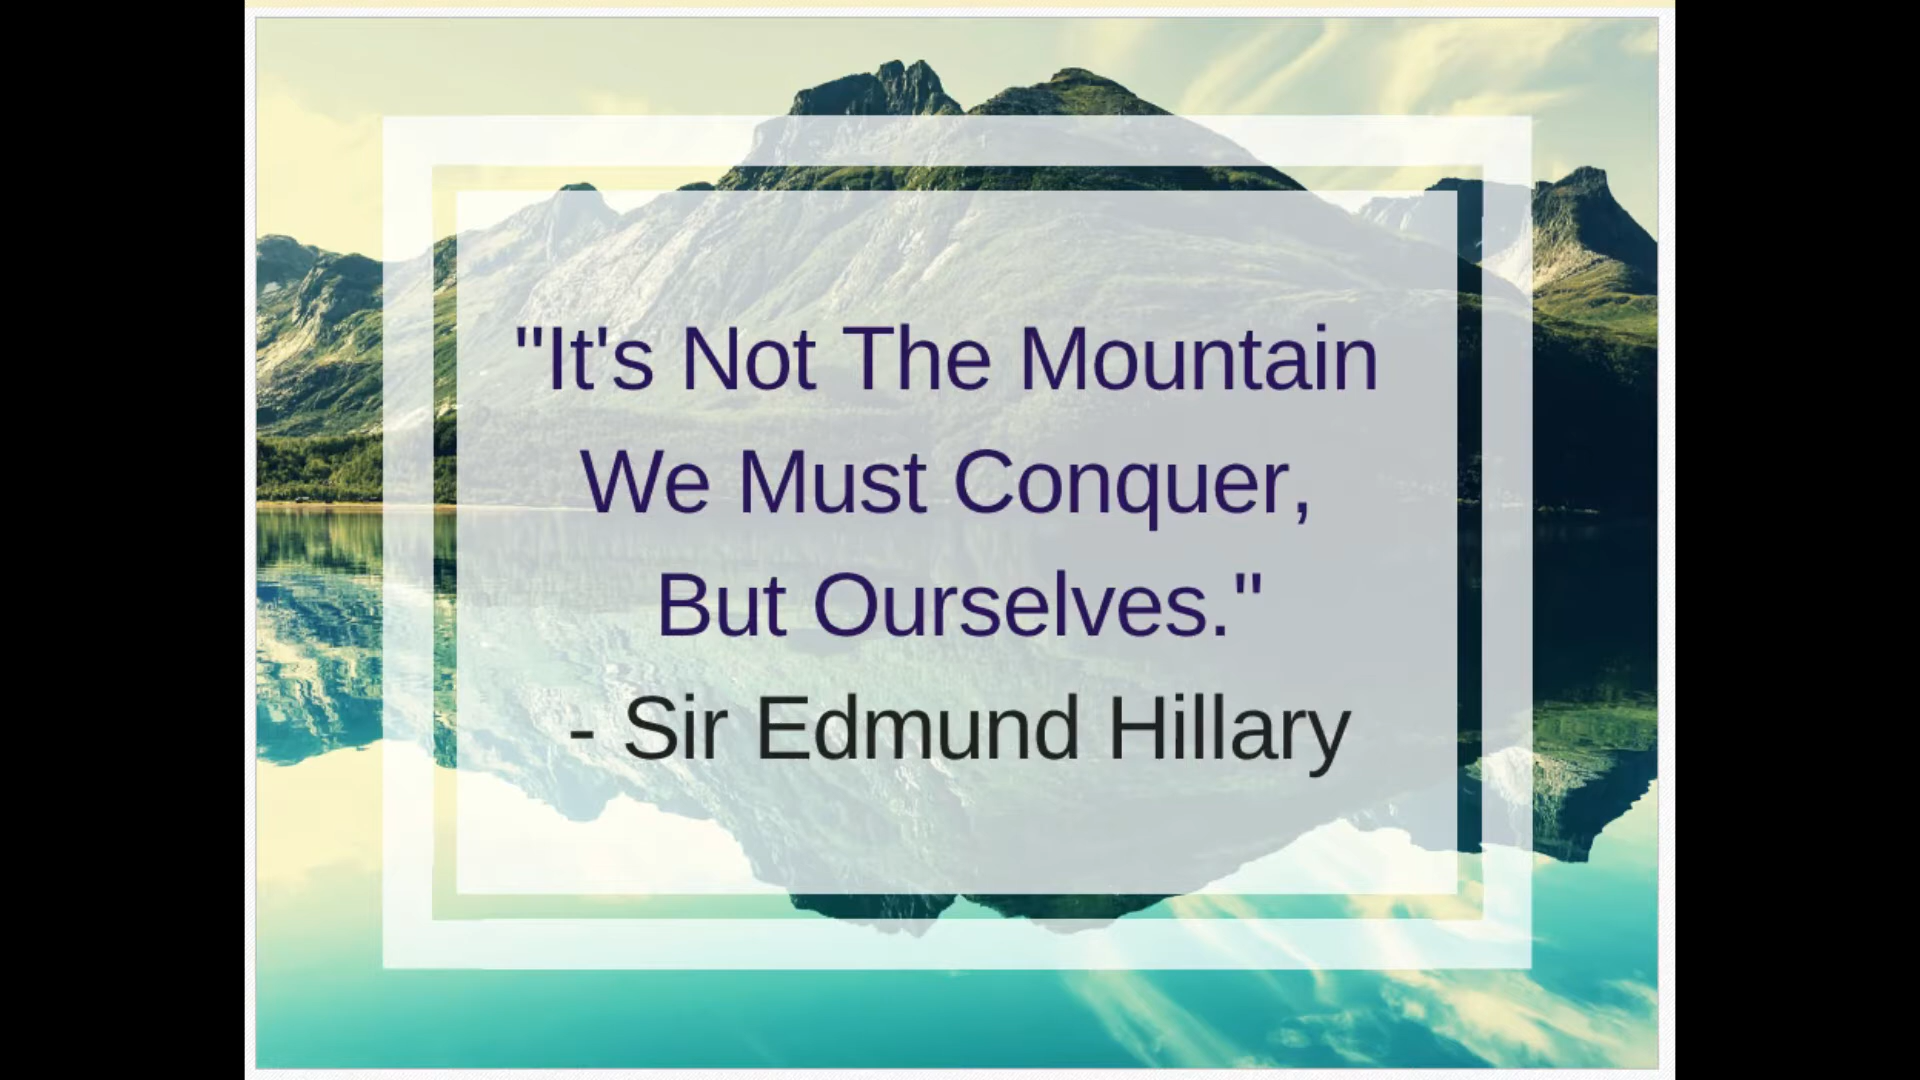 "It's Not The Mountain
We Must Conquer,
But Ourselves."
- Sir Edmund Hillary